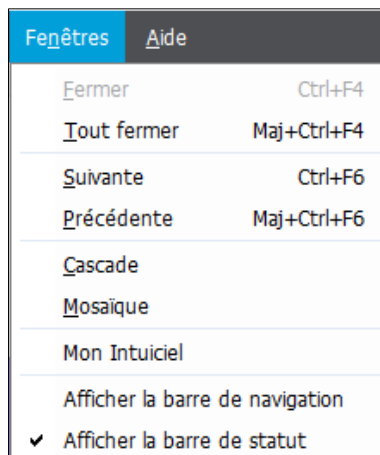 Fenêtres Aide
Fermer Ctrl+F4
Tout fermer Maj+Ctrl+F4
Suivante Ctrl+F6
Précédente Maj+Ctrl+F6
Cascade
Mosaïque
Mon Intuiciel
Afficher la barre de navigation
Afficher la barre de statut